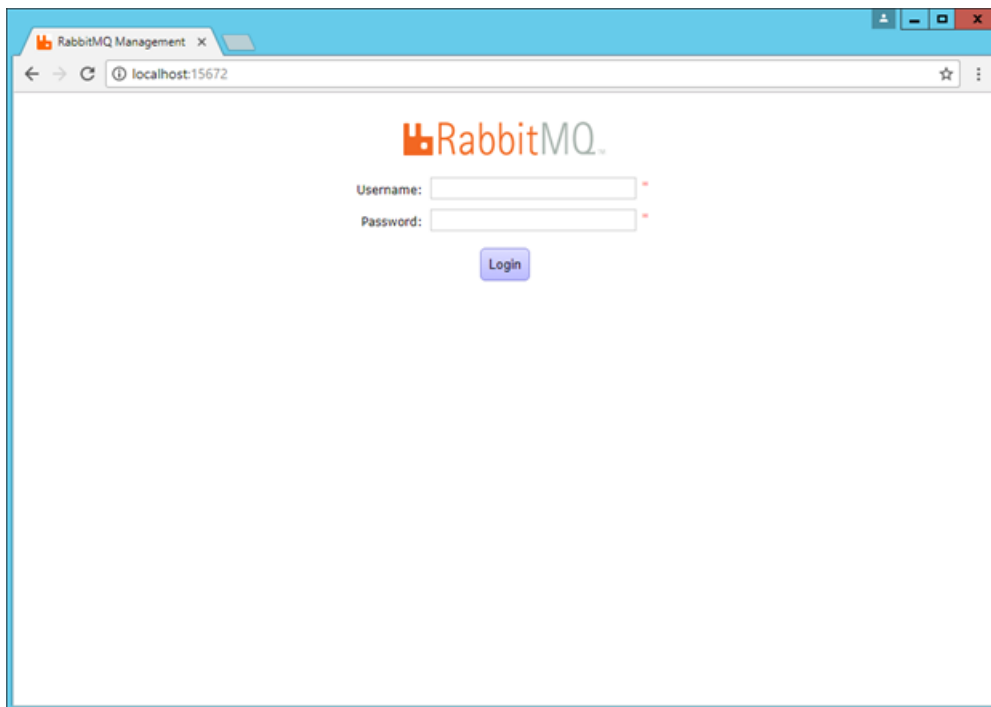 RabbitMQ Management
localhost:15672
RabbitMQ
Username: *
Password: *
Login